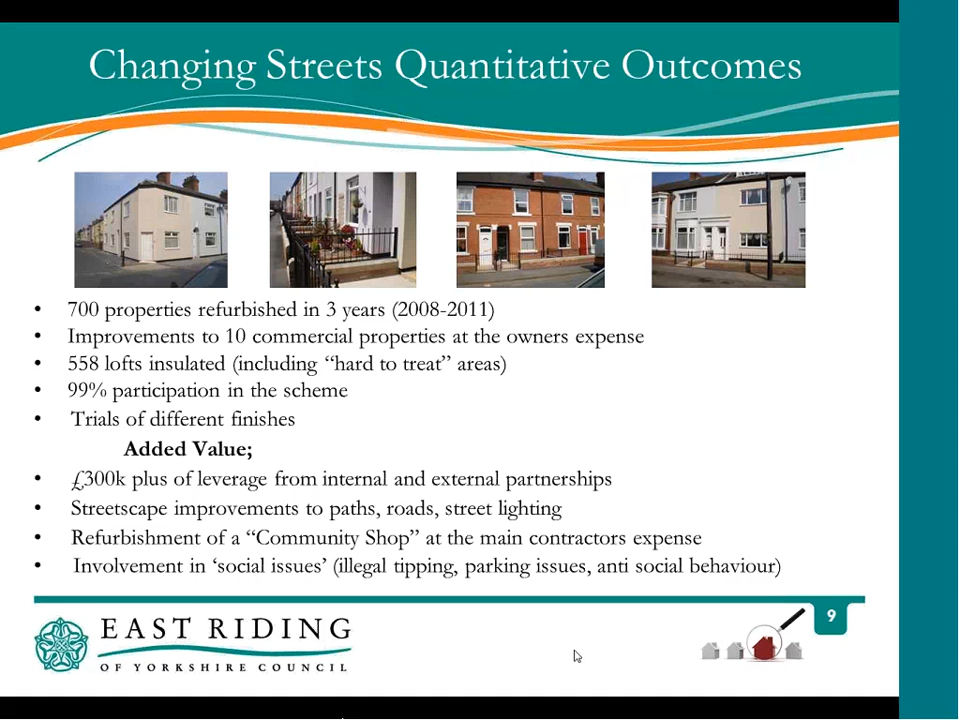 Changing Streets Quantitative Outcomes
• 700 properties refurbished in 3 years (2008-2011)
• Improvements to 10 commercial properties at the owners expense
• 558 lofts insulated (including “hard to treat” areas)
• 99% participation in the scheme
• Trials of different finishes
Added Value;
• £300k plus of leverage from internal and external partnerships
• Streetscape improvements to paths, roads, street lighting
• Refurbishment of a “Community Shop” at the main contractors expense
• Involvement in ‘social issues’ (illegal tipping, parking issues, anti social behaviour)
9
EAST RIDING
OF YORKSHIRE COUNCIL